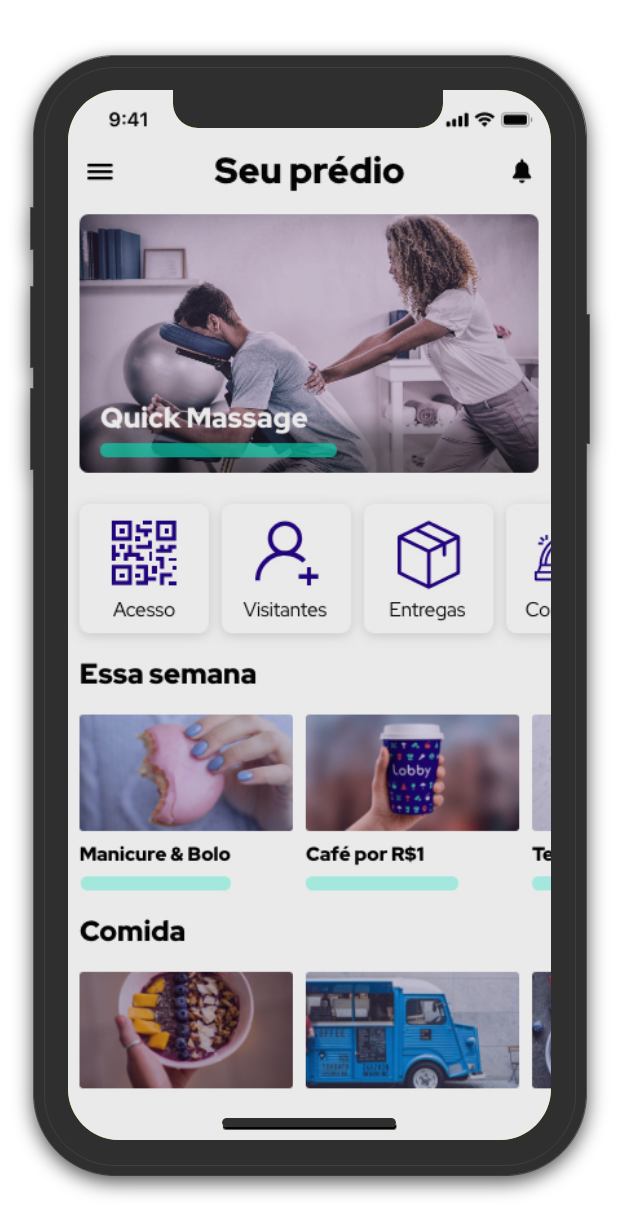 9:41
Seu prédio
Quick Massage
Acesso
Visitantes
Entregas
Co
Essa semana
Lobby
Manicure & Bolo
Café por R$1
Te
Comida